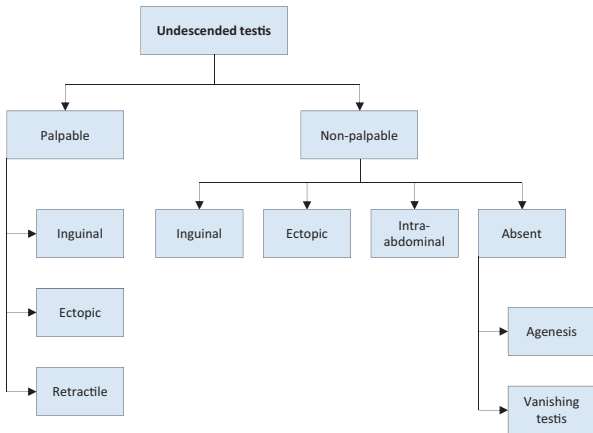 Undescended testis
Palpable
Non-palpable
Inguinal
Inguinal
Ectopic
Intra-
abdominal
Absent
Ectopic
Agenesis
Retractile
Vanishing
testis